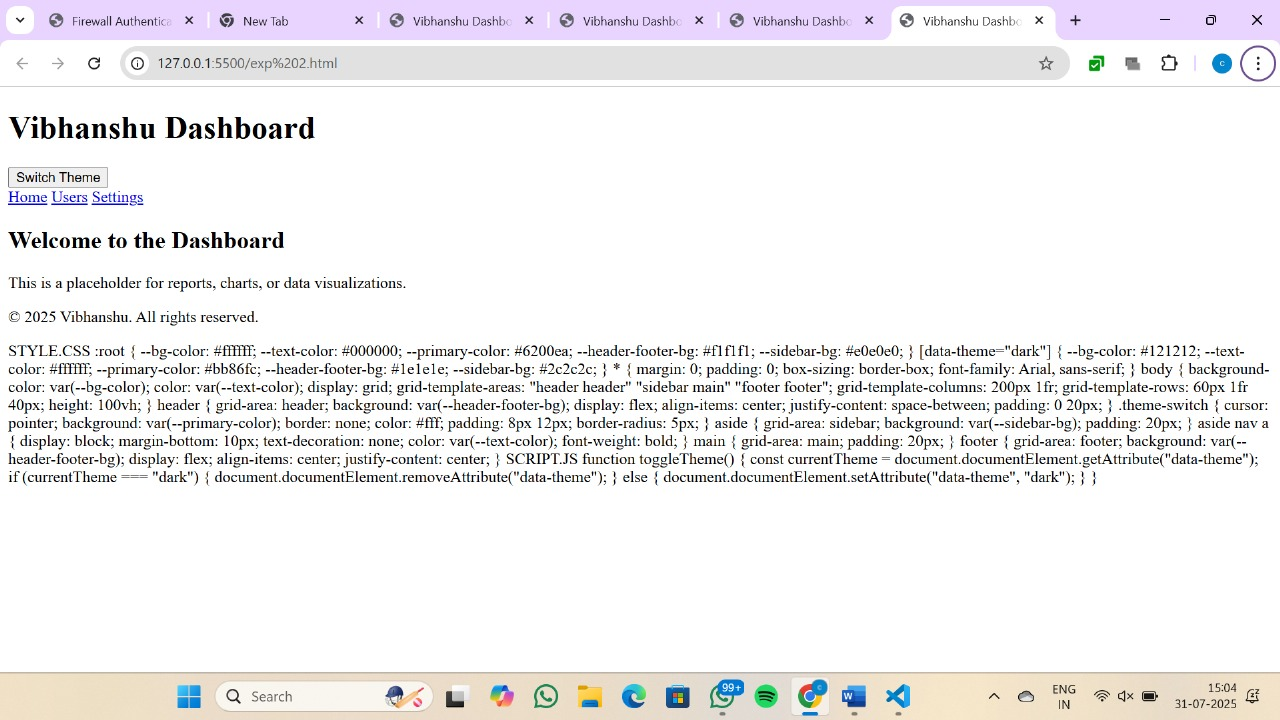 Firewall Authentica
New Tab
Vibhanshu Dashbo
Vibhanshu Dashbo
Vibhanshu Dashbo
Vibhanshu Dashbo
127.0.0.1:5500/exp%202.html
c
Vibhanshu Dashboard
Switch Theme
Home Users Settings
Welcome to the Dashboard
This is a placeholder for reports, charts, or data visualizations.
© 2025 Vibhanshu. All rights reserved.
STYLE.CSS :root { --bg-color: #ffffff; --text-color: #000000; --primary-color: #6200ea; --header-footer-bg: #f1f1f1; --sidebar-bg: #e0e0e0; } [data-theme="dark"] { --bg-color: #121212; --text-
color: #ffffff; --primary-color: #bb86fc; --header-footer-bg: #1e1e1e; --sidebar-bg: #2c2c2c; } * { margin: 0; padding: 0; box-sizing: border-box; font-family: Arial, sans-serif; } body { background-
color: var(--bg-color); color: var(--text-color); display: grid; grid-template-areas: "header header" "sidebar main" "footer footer"; grid-template-columns: 200px 1fr; grid-template-rows: 60px 1fr
40px; height: 100vh; } header { grid-area: header; background: var(--header-footer-bg); display: flex; align-items: center; justify-content: space-between; padding: 0 20px; } .theme-switch { cursor:
pointer; background: var(--primary-color); border: none; color: #fff; padding: 8px 12px; border-radius: 5px; } aside { grid-area: sidebar; background: var(--sidebar-bg); padding: 20px; } aside nav a
{ display: block; margin-bottom: 10px; text-decoration: none; color: var(--text-color); font-weight: bold; } main { grid-area: main; padding: 20px; } footer { grid-area: footer; background: var(--
header-footer-bg); display: flex; align-items: center; justify-content: center; } SCRIPT.JS function toggleTheme() { const currentTheme = document.documentElement.getAttribute("data-theme");
if (currentTheme === "dark") { document.documentElement.removeAttribute("data-theme"); } else { document.documentElement.setAttribute("data-theme", "dark"); } }
Search
99+
ENG
IN
15:04
31-07-2025